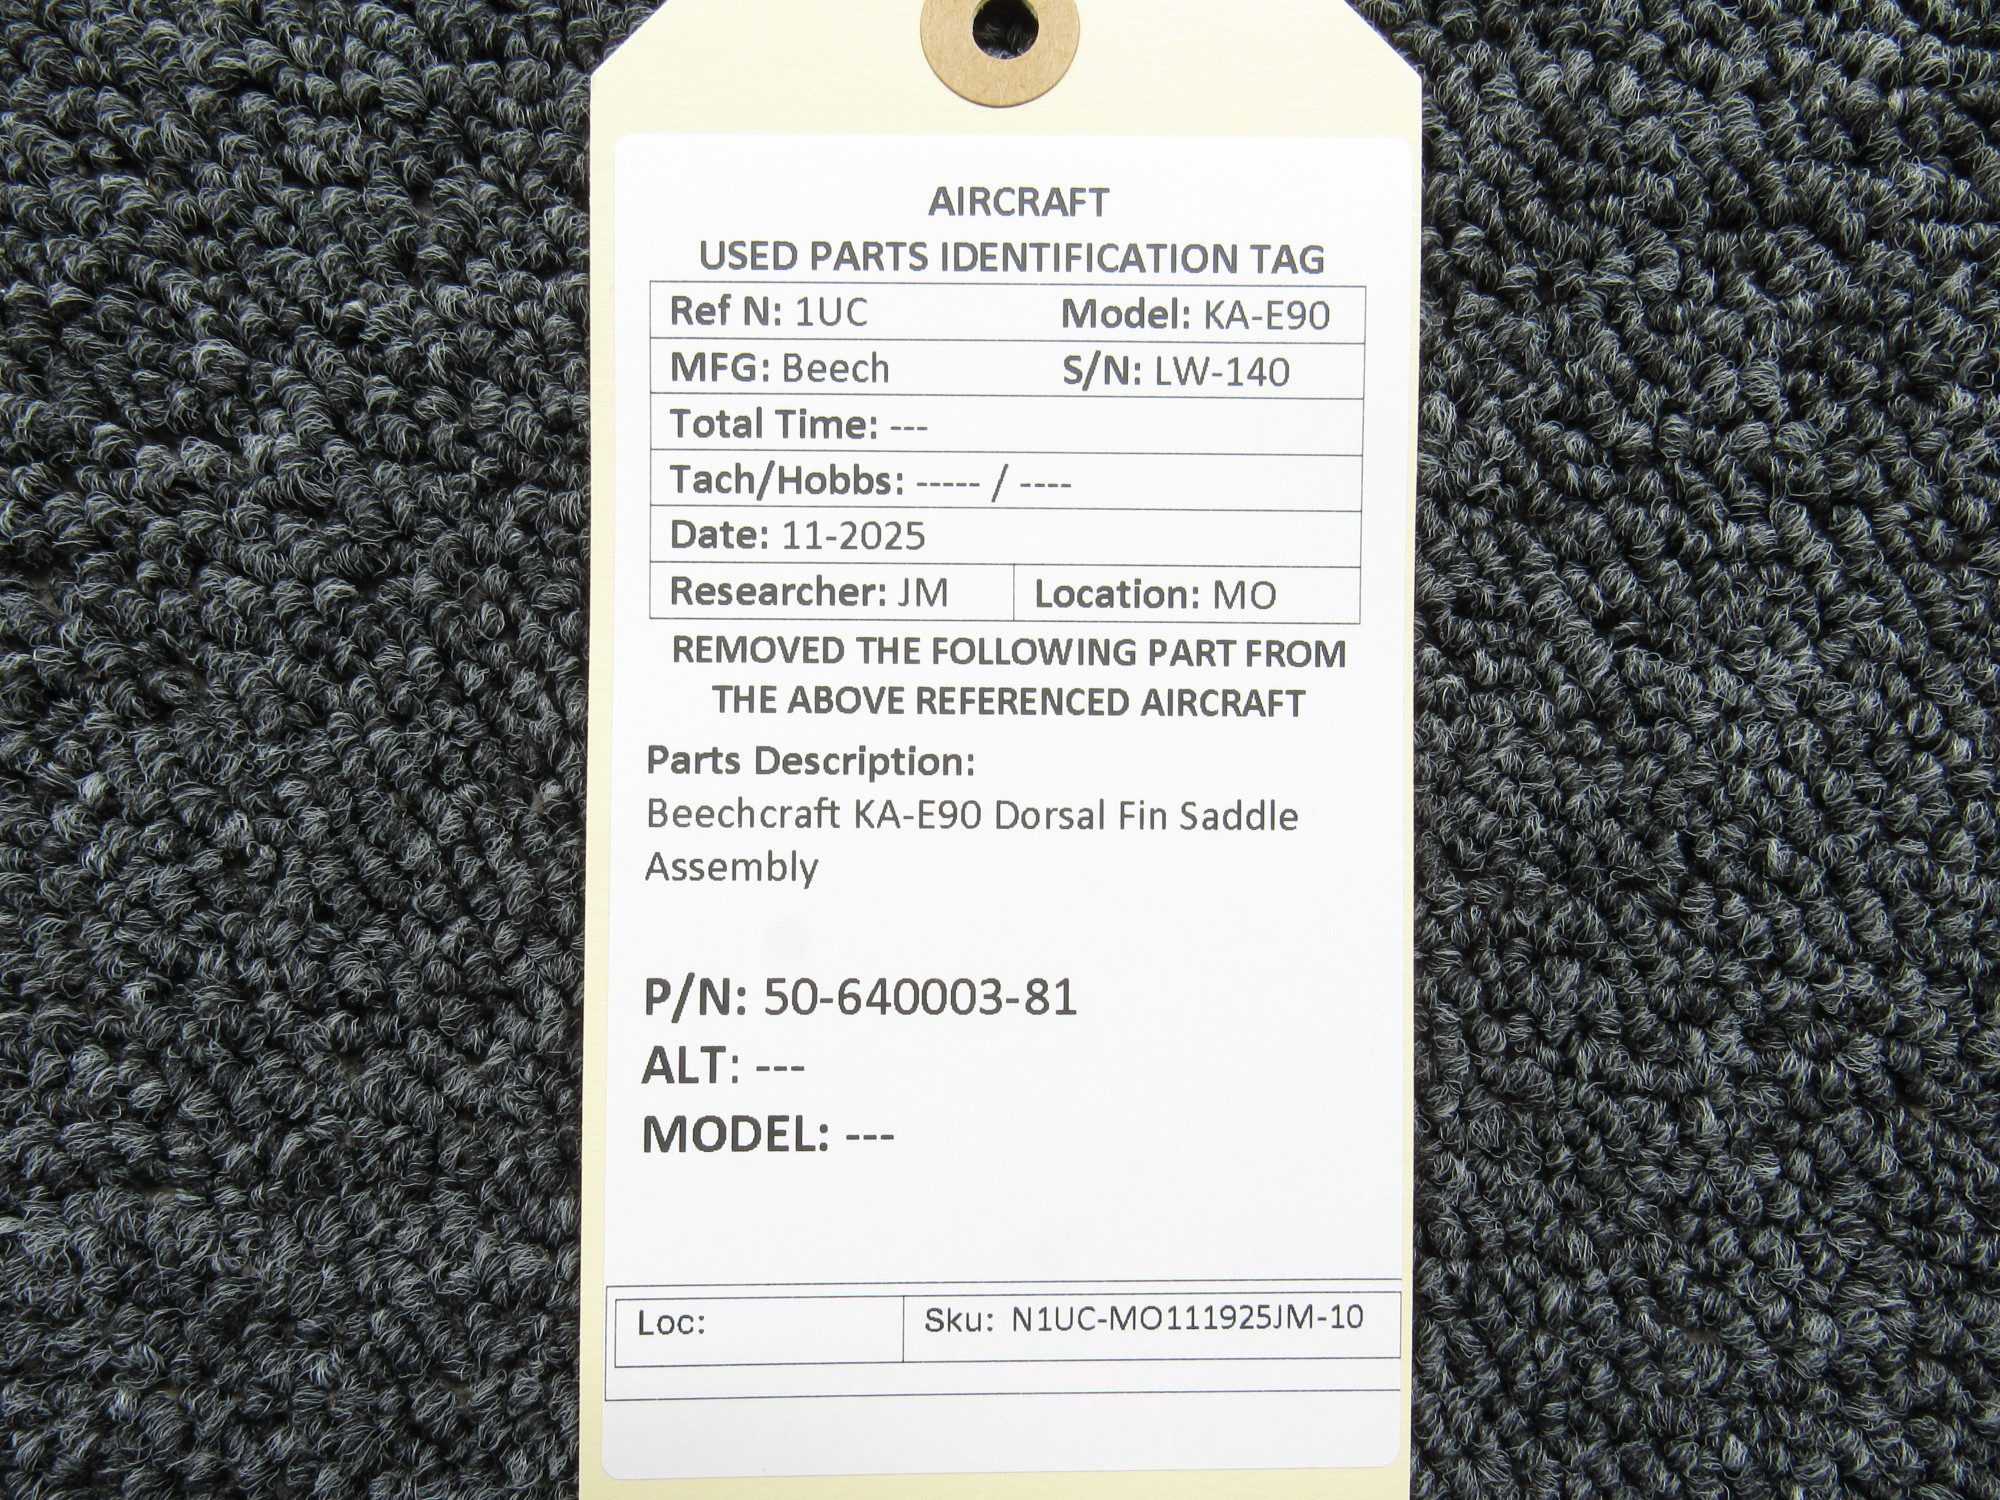 AIRCRAFT
USED PARTS IDENTIFICATION TAG
Ref N: 1UC Model: KA-E90
MFG: Beech S/N: LW-140
Total Time: ---
Tach/Hobbs: ----- / ----
Date: 11-2025
Researcher: JM Location: MO
REMOVED THE FOLLOWING PART FROM
THE ABOVE REFERENCED AIRCRAFT
Parts Description:
Beechcraft KA-E90 Dorsal Fin Saddle
Assembly
P/N: 50-640003-81
ALT: ---
MODEL: ---
Loc: Sku: N1UC-MO111925JM-10